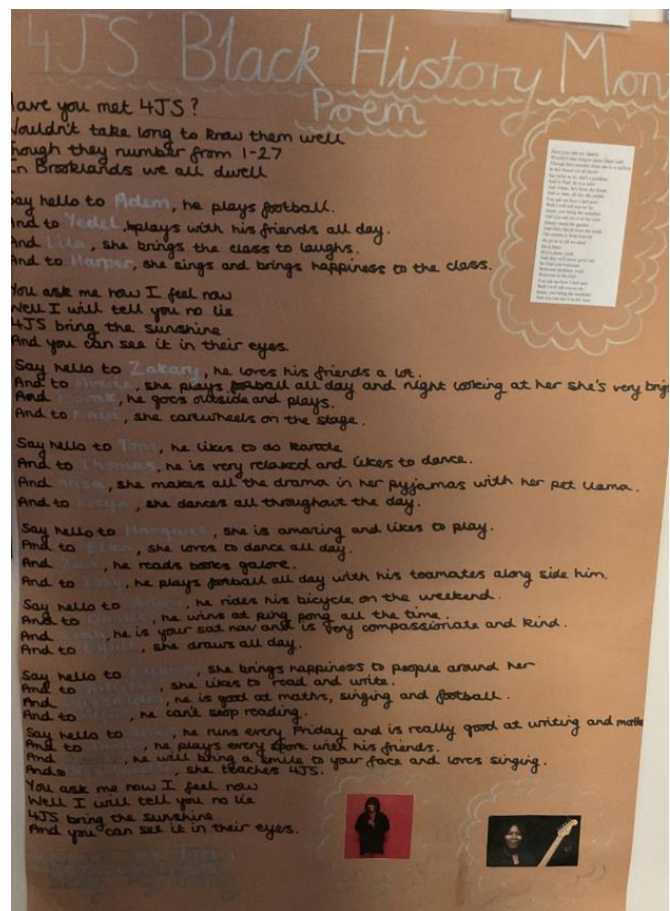 4JS' Black History Mon
Poem
ave you met 4JS?
Wouldn't take long to know them well
hough they number from 1-27
n Brooklands we all dwell
Say hello to Adem, he plays football.
And to Yedel, plays with his friends all day.
And Lila, she brings the class to laughs.
And to Harper, she sings and brings happiness to the class.
You ask me how I feel now
Well I will tell you no lie
4JS bring the sunshine
And you can see it in their eyes.
Say hello to Zakary, he loves his friends a lot.
And to she plays football all day and night looking at her she's very brig
And he goes outside and plays.
And to she cartwheels on the stage.
Say hello to Tom, he likes to do karate
And to Thomas, he is very relaxed and likes to dance.
And Alisa, she makes all the drama in her pyjamas with her pet llama.
And to Freya, she dances all throughout the day.
Say hello to Margaret, she is amazing and likes to play.
And to she loves to dance all day.
And he reads books galore.
And to Toby, he plays football all day with his teamates along side him.
Say hello to he rides his bicycle on the weekend.
And to Daniel, he wins at ping pong all the time.
And he is your sat nav and is very compassionate and kind.
And to she draws all day.
Say hello to she brings happiness to people around her
And to she likes to read and write.
And he is good at maths, singing and football.
And to he can't stop reading.
Say hello to he runs every Friday and is really good at writing and maths
And to he plays every sport with his friends.
And he will bring a smile to your face and loves singing.
And she teaches 4JS.
You ask me how I feel now
Well I will tell you no lie
4JS bring the sunshine
And you can see it in their eyes.